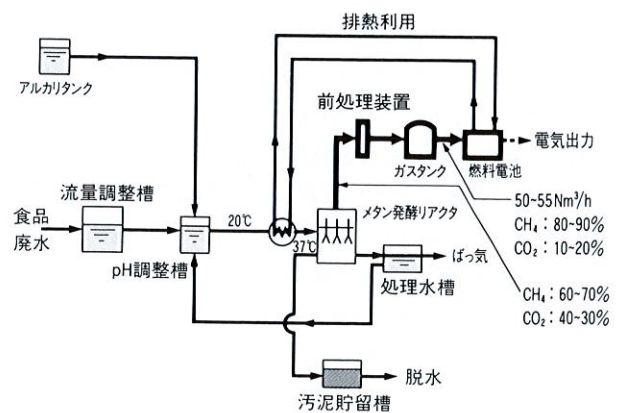 排熱利用
アルカリタンク
前処理装置
ガスタンク
燃料電池
電気出力
流量調整槽
食品
廃水
20℃
50~55Nm³/h
CH₄：80~90%
CO₂：10~20%
メタン発酵リアクタ
37℃
pH調整槽
ばっ気
処理水槽
CH₄：60~70%
CO₂：40~30%
脱水
汚泥貯留槽